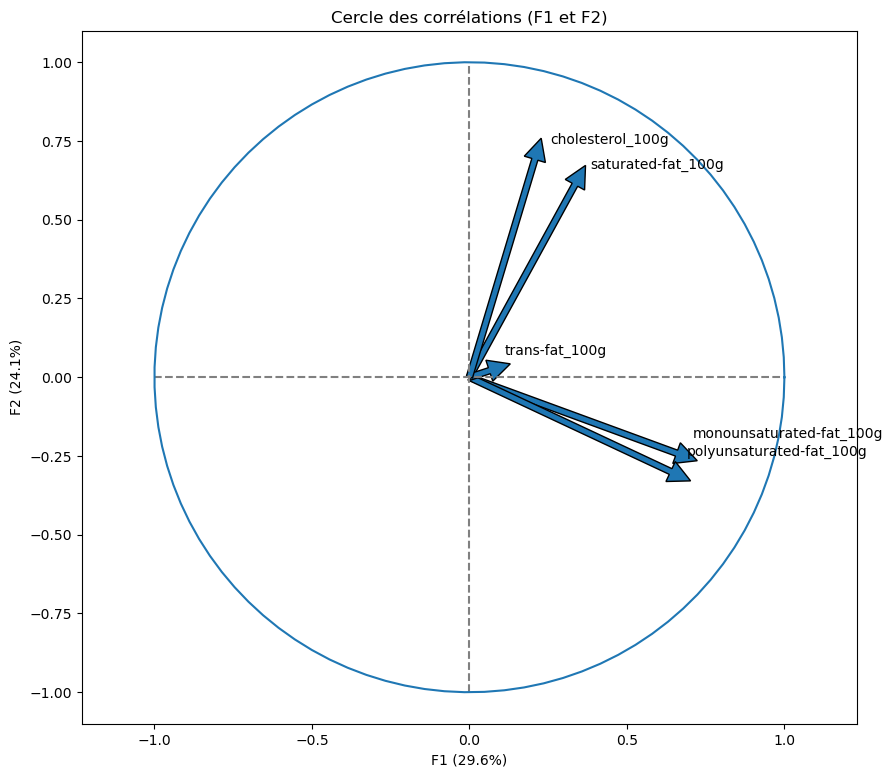 Cercle des corrélations (F1 et F2)
1.00
0.75
0.50
0.25
0.00
−0.25
−0.50
−0.75
−1.00
F2 (24.1%)
cholesterol_100g
saturated-fat_100g
trans-fat_100g
monounsaturated-fat_100g
polyunsaturated-fat_100g
−1.0
−0.5
0.0
0.5
1.0
F1 (29.6%)